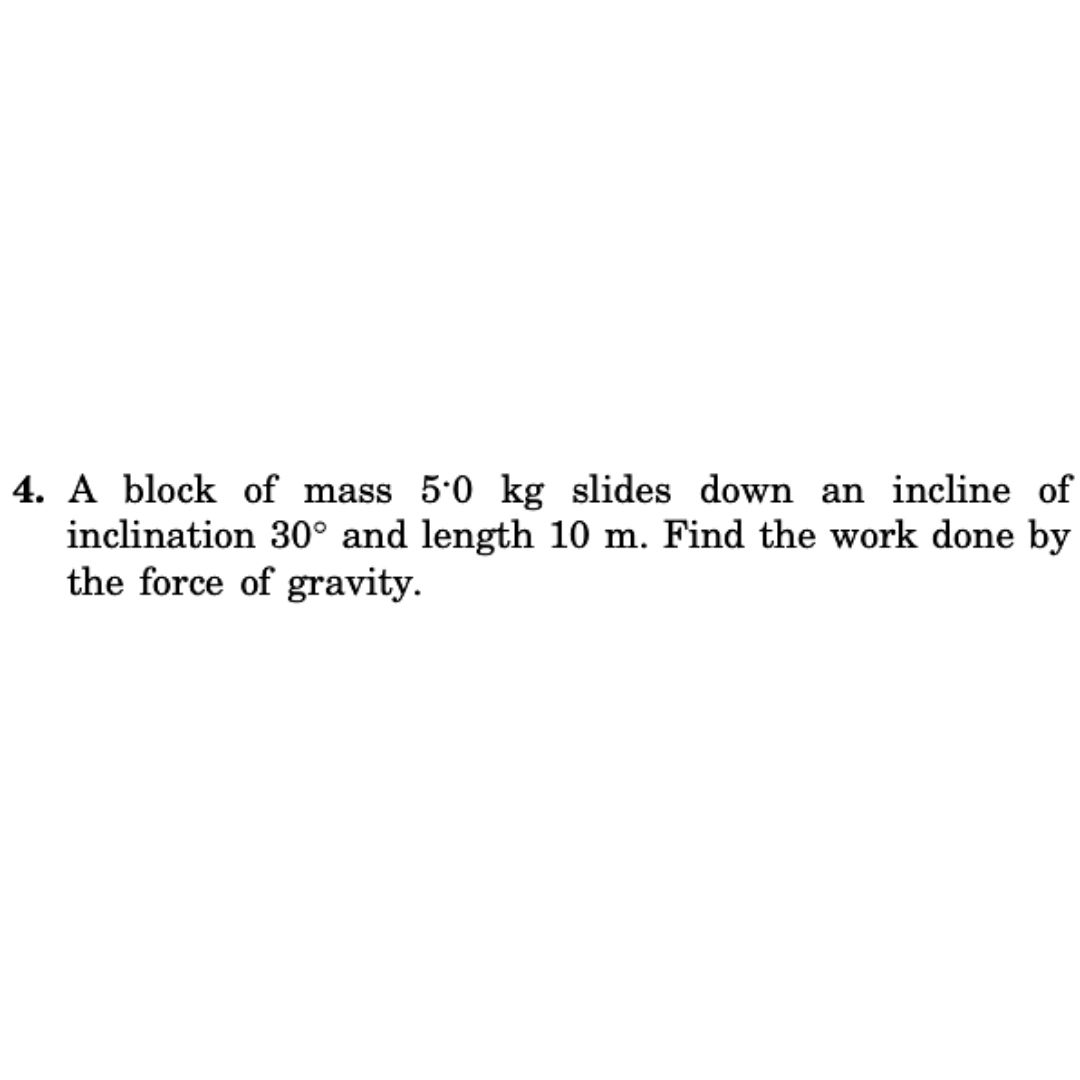 4. A block of mass 5·0 kg slides down an incline of
inclination 30° and length 10 m. Find the work done by
the force of gravity.